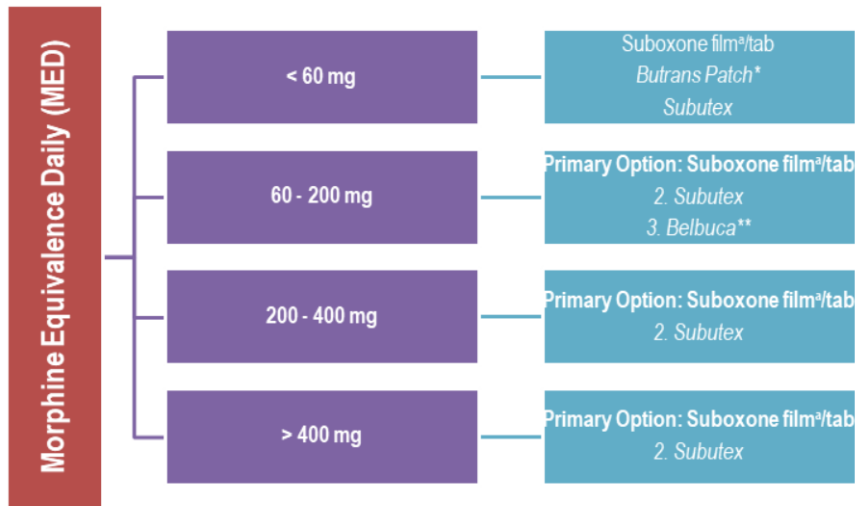 Morphine Equivalence Daily (MED)
< 60 mg
Suboxone filmᵃ/tab
Butrans Patch*
Subutex
60 - 200 mg
Primary Option: Suboxone filmᵃ/tab
2. Subutex
3. Belbuca**
200 - 400 mg
Primary Option: Suboxone filmᵃ/tab
2. Subutex
> 400 mg
Primary Option: Suboxone filmᵃ/tab
2. Subutex